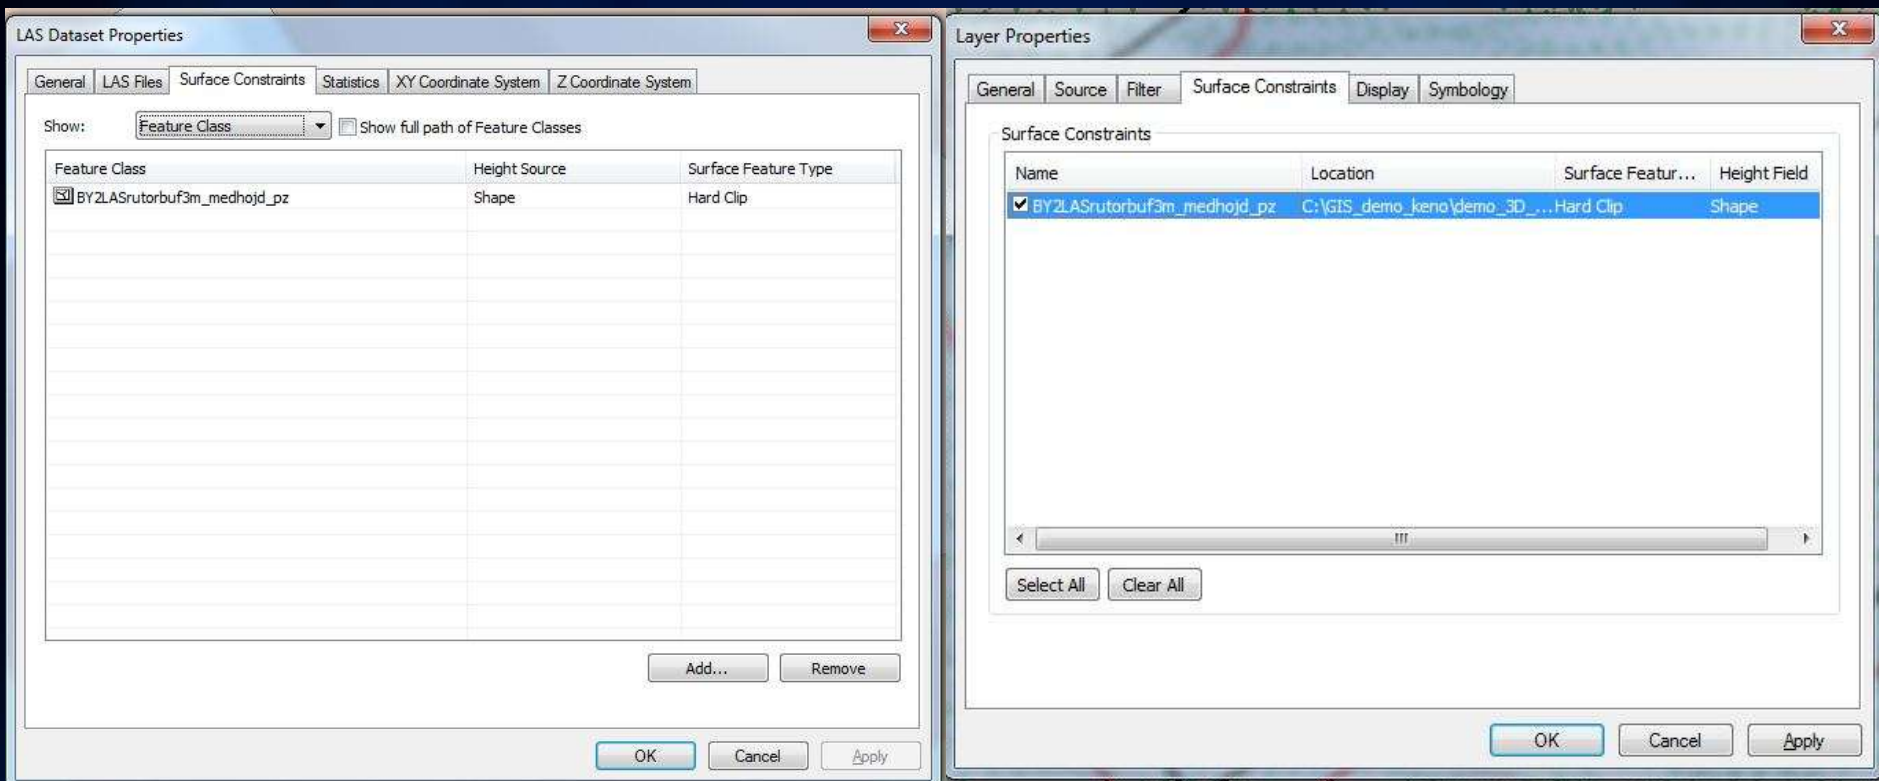 LAS Dataset Properties
General LAS Files Surface Constraints Statistics XY Coordinate System Z Coordinate System
Show: Feature Class Show full path of Feature Classes
Feature Class Height Source Surface Feature Type
BY2LASrutorbuf3m_medhojd_pz Shape Hard Clip
Add... Remove
OK Cancel Apply
Layer Properties
General Source Filter Surface Constraints Display Symbology
Surface Constraints
Name Location Surface Featur... Height Field
BY2LASrutorbuf3m_medhojd_pz C:\GIS_demo_keno\demo_3D_... Hard Clip Shape
Select All Clear All
OK Cancel Apply